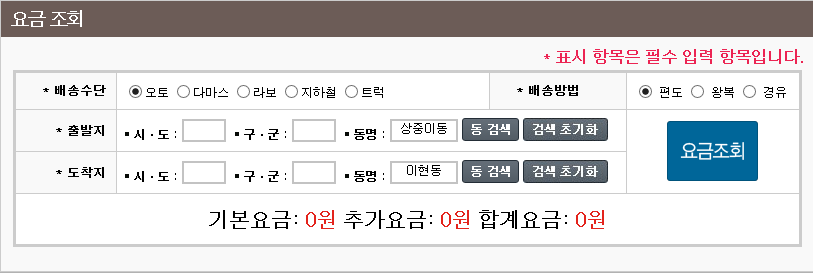 요금 조회
* 표시 항목은 필수 입력 항목입니다.
* 배송수단 오토 다마스 라보 지하철 트럭 * 배송방법 편도 왕복 경유
* 출발지 ▪ 시·도 : ▪ 구·군 : ▪ 동명 : 상중이동 동 검색 검색 초기화
요금조회
* 도착지 ▪ 시·도 : ▪ 구·군 : ▪ 동명 : 이현동 동 검색 검색 초기화
기본요금: 0원 추가요금: 0원 합계요금: 0원